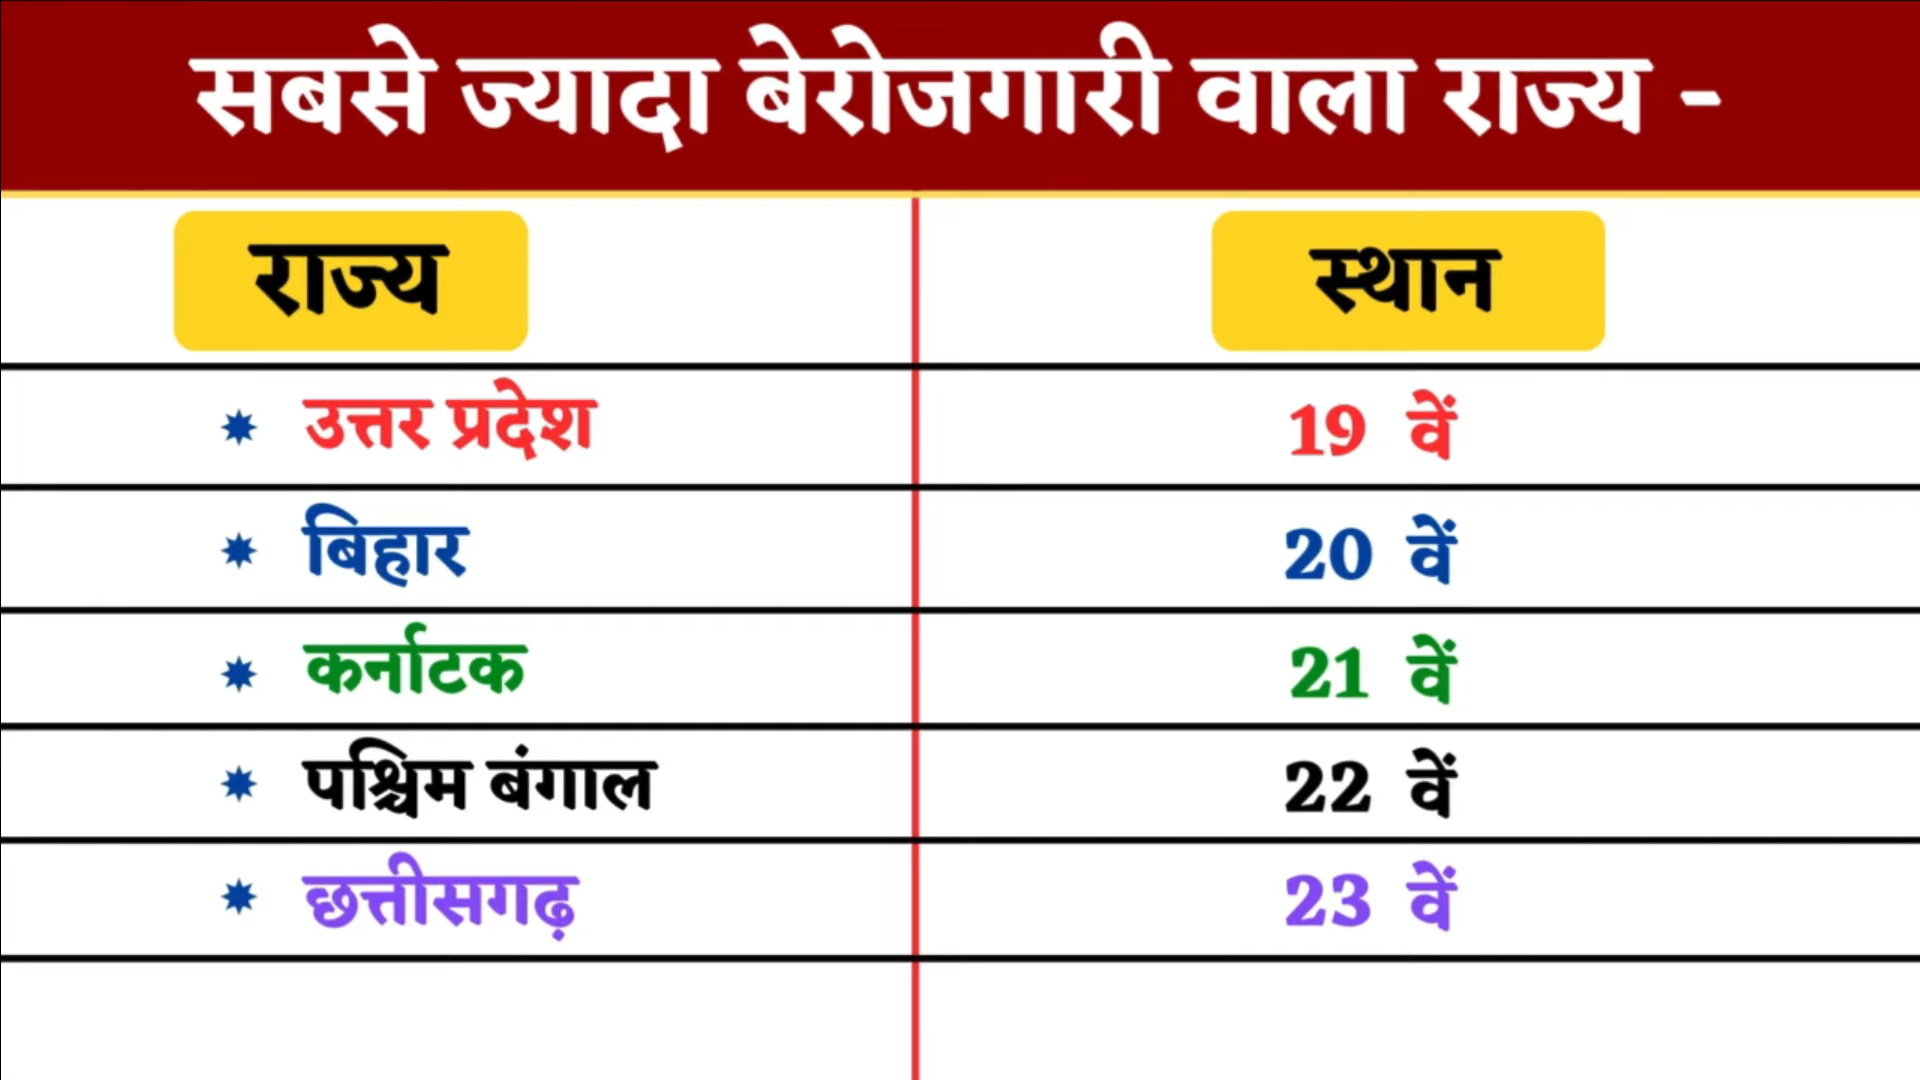 सबसे ज्यादा बेरोजगारी वाला राज्य -
राज्य स्थान
उत्तर प्रदेश 19 वें
बिहार 20 वें
कर्नाटक 21 वें
पश्चिम बंगाल 22 वें
छत्तीसगढ़ 23 वें